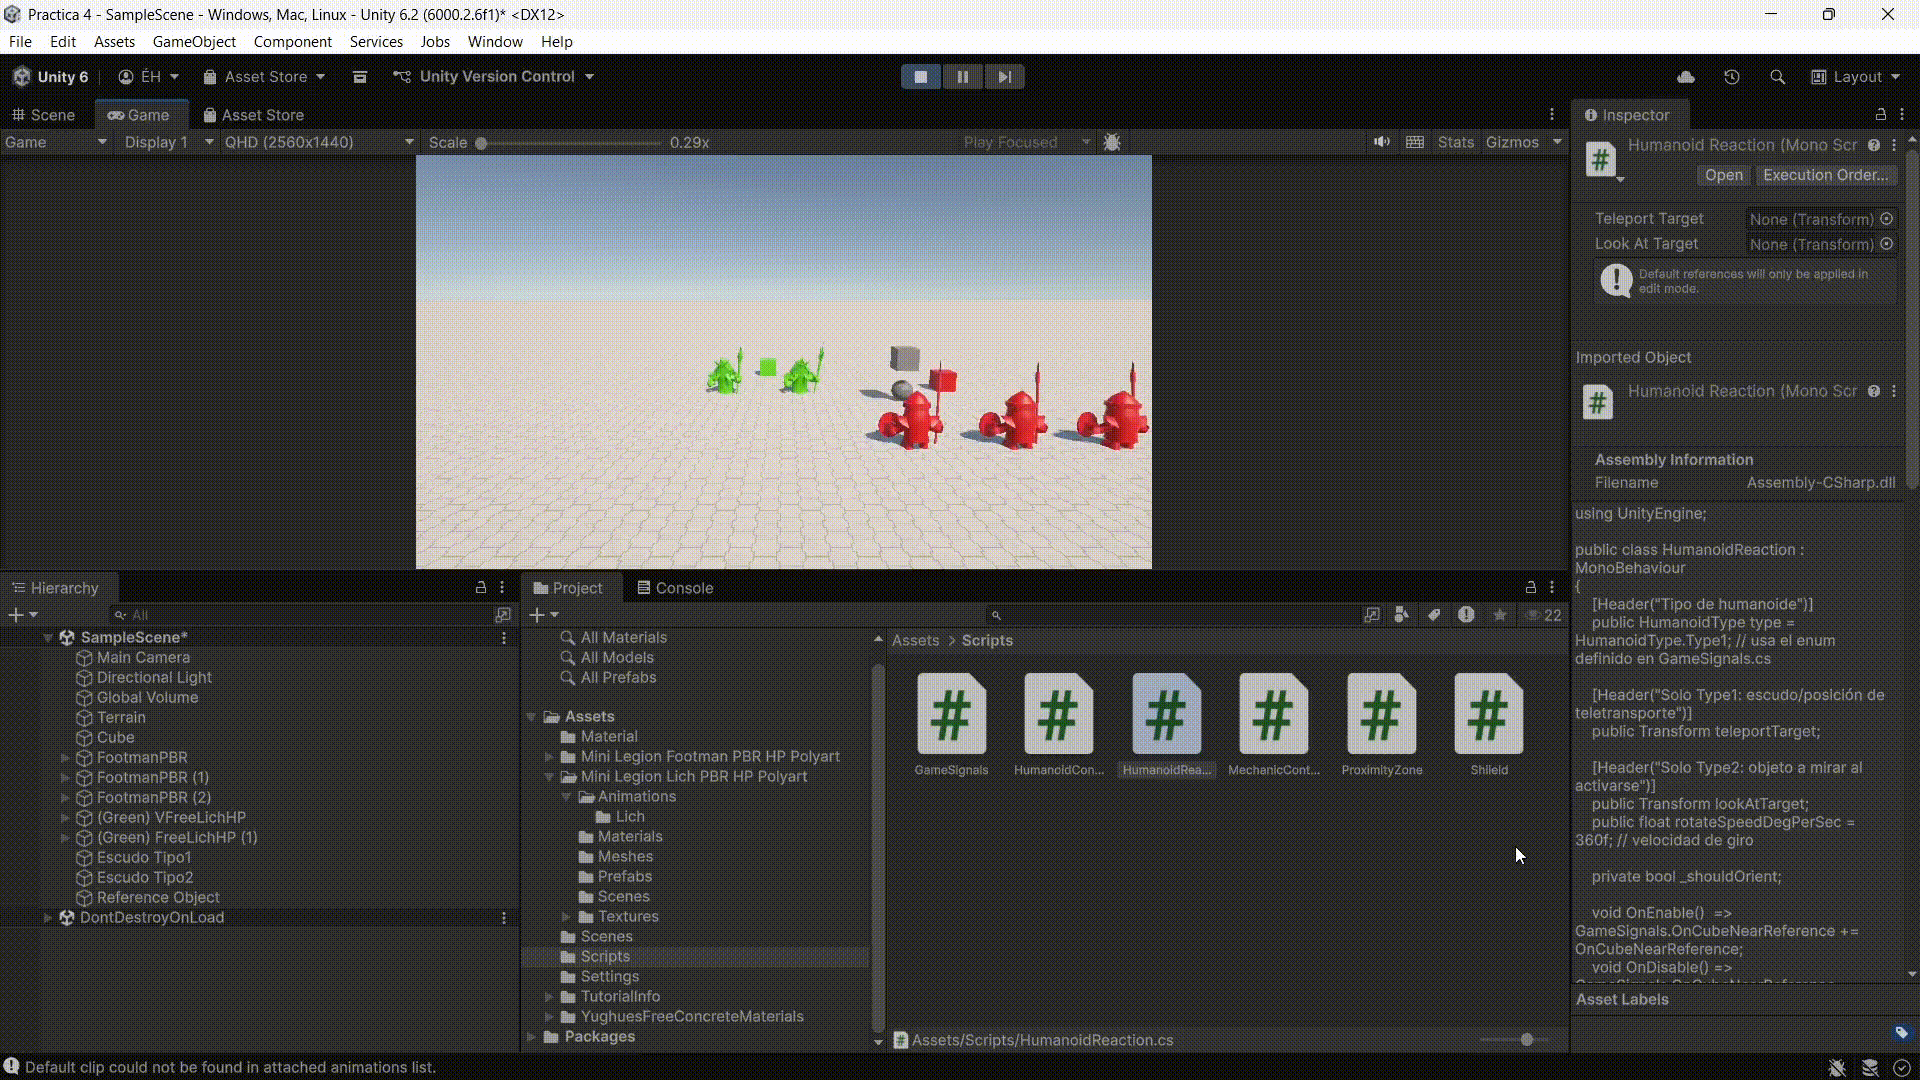 Practica 4 - SampleScene - Windows, Mac, Linux - Unity 6.2 (6000.2.6f1)* <DX12>
File Edit Assets GameObject Component Services Jobs Window Help
Unity 6 ÉH Asset Store Unity Version Control Layout
Scene Game Asset Store
Game Display 1 QHD (2560x1440) Scale 0.29x Play Focused Stats Gizmos
Inspector
Humanoid Reaction (Mono Scr
Open Execution Order...
Teleport Target None (Transform)
Look At Target None (Transform)
Default references will only be applied in
edit mode.
Imported Object
Humanoid Reaction (Mono Scr
Assembly Information
Filename Assembly-CSharp.dll
using UnityEngine;
public class HumanoidReaction :
MonoBehaviour
{
[Header("Tipo de humanoide")]
public HumanoidType type =
HumanoidType.Type1; // usa el enum
definido en GameSignals.cs
[Header("Solo Type1: escudo/posición de
teletransporte")]
public Transform teleportTarget;
[Header("Solo Type2: objeto a mirar al
activarse")]
public Transform lookAtTarget;
public float rotateSpeedDegPerSec =
360f; // velocidad de giro
private bool _shouldOrient;
void OnEnable() =>
GameSignals.OnCubeNearReference +=
OnCubeNearReference;
void OnDisable() =>
Asset Labels
Hierarchy
All
SampleScene*
Main Camera
Directional Light
Global Volume
Terrain
Cube
FootmanPBR
FootmanPBR (1)
FootmanPBR (2)
(Green) VFreeLichHP
(Green) FreeLichHP (1)
Escudo Tipo1
Escudo Tipo2
Reference Object
DontDestroyOnLoad
Project Console
22
All Materials
All Models
All Prefabs
Assets
Material
Mini Legion Footman PBR HP Polyart
Mini Legion Lich PBR HP Polyart
Animations
Lich
Materials
Meshes
Prefabs
Scenes
Textures
Scenes
Scripts
Settings
TutorialInfo
YughuesFreeConcreteMaterials
Packages
Assets > Scripts
GameSignals HumanoidCon... HumanoidRea... MechanicCont... ProximityZone Shileid
Assets/Scripts/HumanoidReaction.cs
Default clip could not be found in attached animations list.